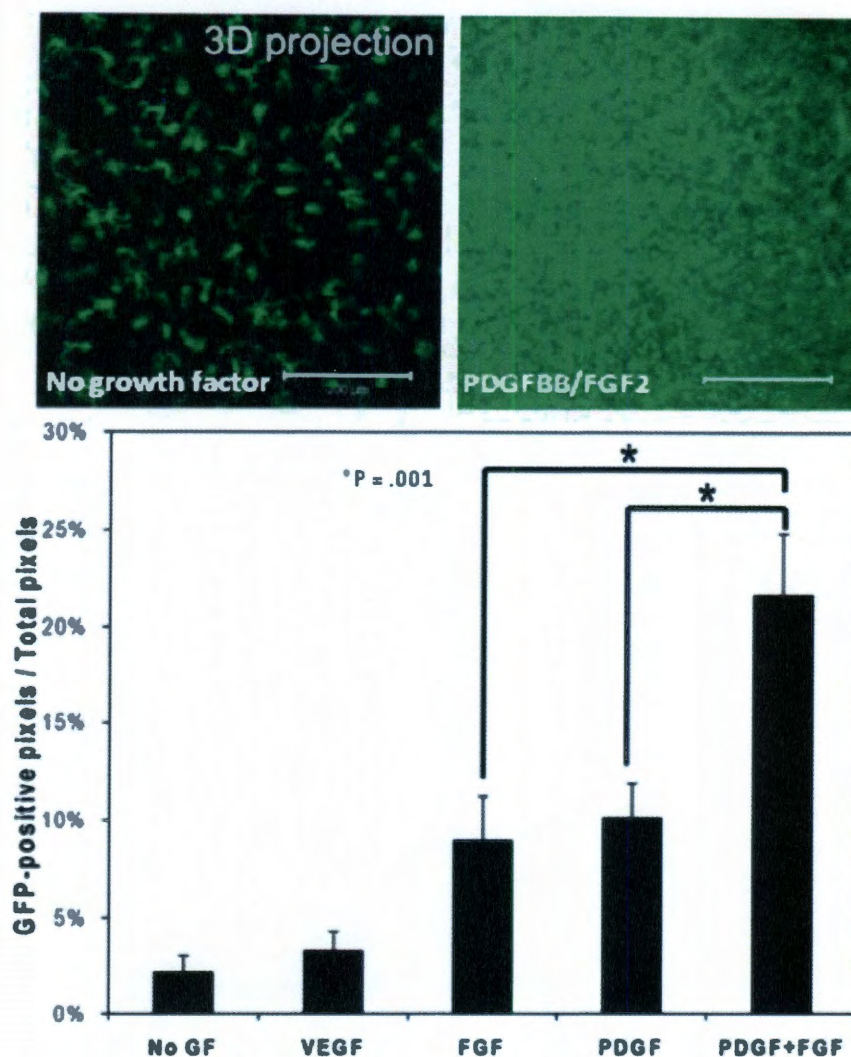 3D projection
No growth factor
PDGFBB/FGF2
30%
*P = .001
*
*
25%
20%
15%
10%
5%
0%
GFP-positive pixels / Total pixels
No GF VEGF FGF PDGF PDGF+FGF